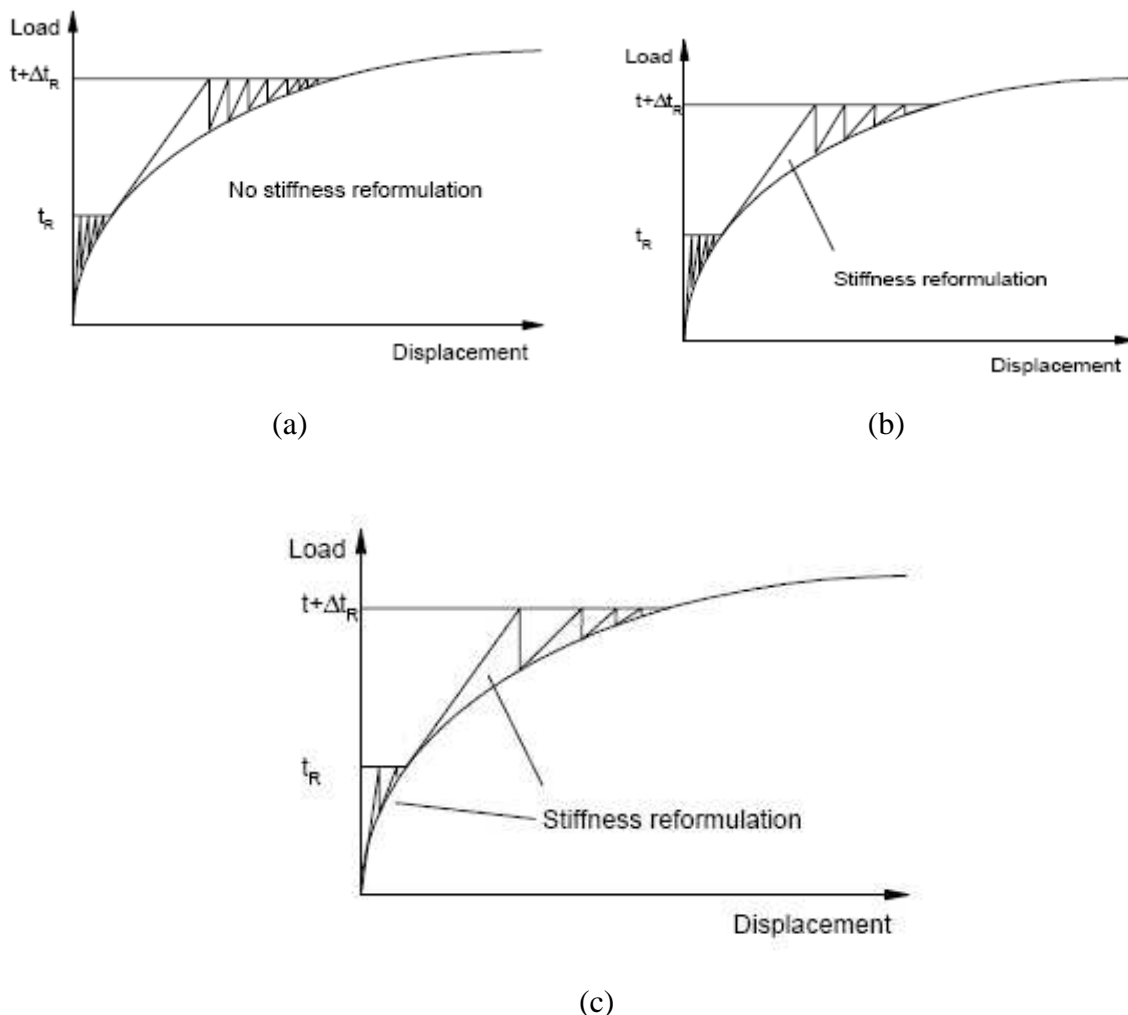 Load
t+Δt_R
No stiffness reformulation
t_R
Displacement
(a)
Load
t+Δt_R
t_R
Stiffness reformulation
Displacement
(b)
Load
t+Δt_R
t_R
Stiffness reformulation
Displacement
(c)